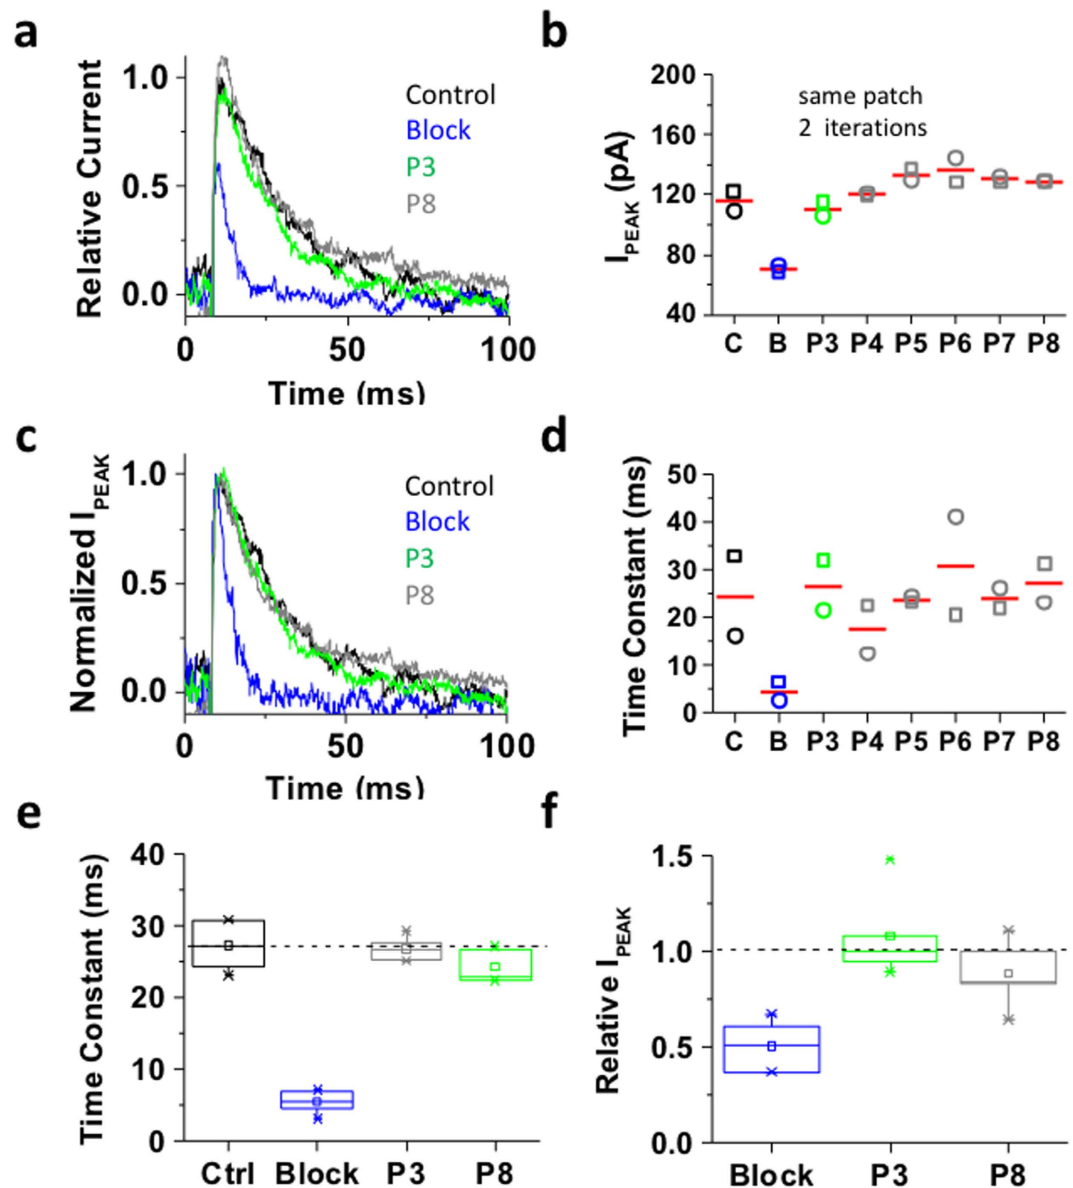 a
Relative Current
1.0
0.5
0.0
Control
Block
P3
P8
0 50 100
Time (ms)
b
I PEAK (pA)
200
160
120
80
40
same patch
2 iterations
C B P3 P4 P5 P6 P7 P8
c
Normalized I PEAK
1.0
0.5
0.0
Control
Block
P3
P8
0 50 100
Time (ms)
d
Time Constant (ms)
50
40
30
20
10
0
C B P3 P4 P5 P6 P7 P8
e
Time Constant (ms)
40
30
20
10
0
Ctrl Block P3 P8
f
Relative I PEAK
1.5
1.0
0.5
0.0
Block P3 P8